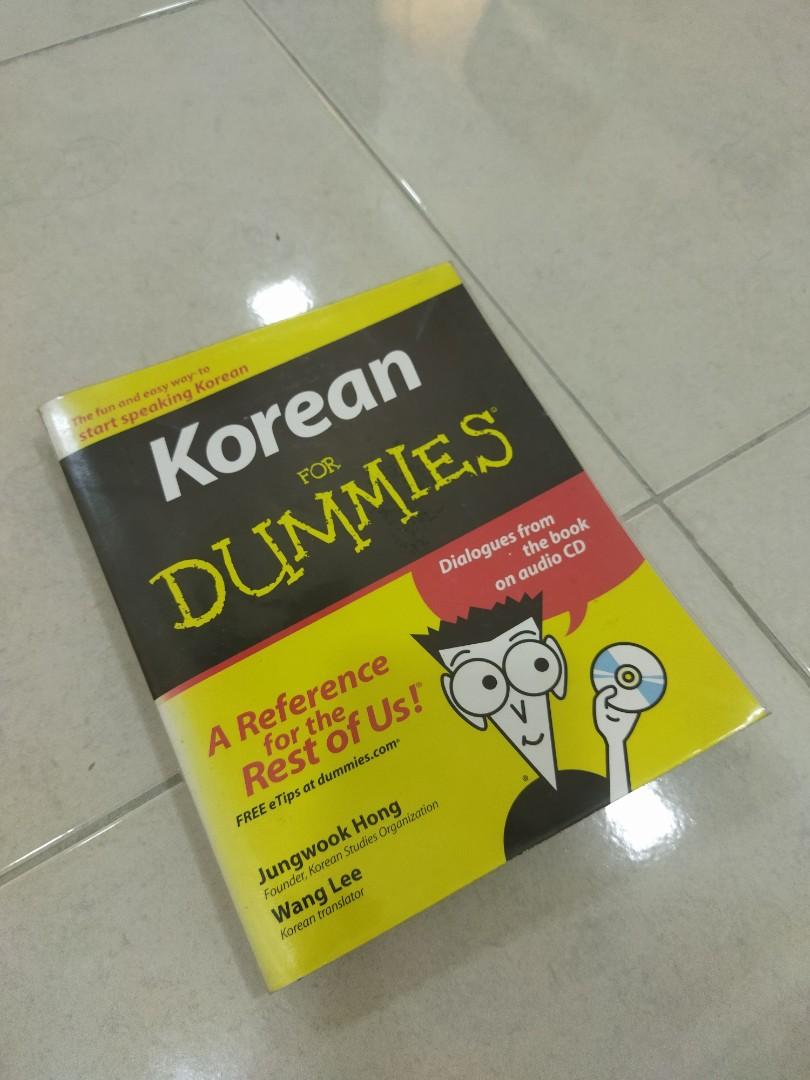 The fun and easy way™ to
start speaking Korean
Korean
FOR
DUMMIES®
Dialogues from
the book
on audio CD
A Reference
for the
Rest of Us!®
FREE eTips at dummies.com®
Jungwook Hong
Founder, Korean Studies Organization
Wang Lee
Korean translator